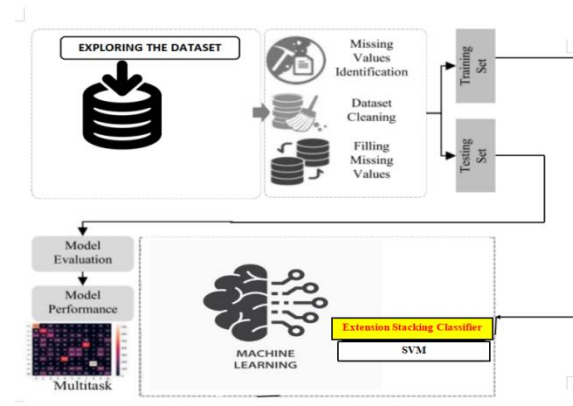 EXPLORING THE DATASET
Missing
Values
Identification
Dataset
Cleaning
Filling
Missing
Values
Training
Set
Testing
Set
Model
Evaluation
Model
Performance
Multitask
MACHINE
LEARNING
Extension Stacking Classifier
SVM